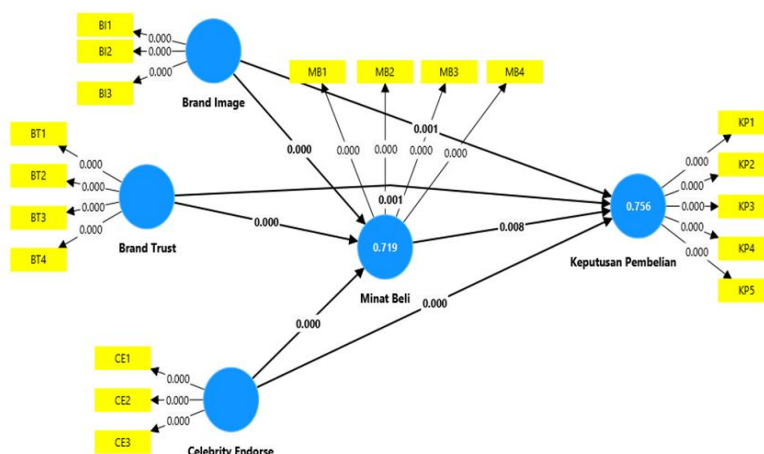 BI1
0.000
BI2
0.000
BI3
0.000
Brand Image
MB1
MB2
MB3
MB4
0.001
0.000
0.000
0.000
0.000
0.000
BT1
0.000
BT2
0.000
BT3
0.000
BT4
0.000
Brand Trust
0.001
0.000
0.719
Minat Beli
0.008
KP1
0.000
KP2
0.000
0.756
0.000
KP3
0.000
KP4
0.000
KP5
Keputusan Pembelian
0.000
0.000
CE1
0.000
CE2
0.000
CE3
0.000
Celebrity Endorse